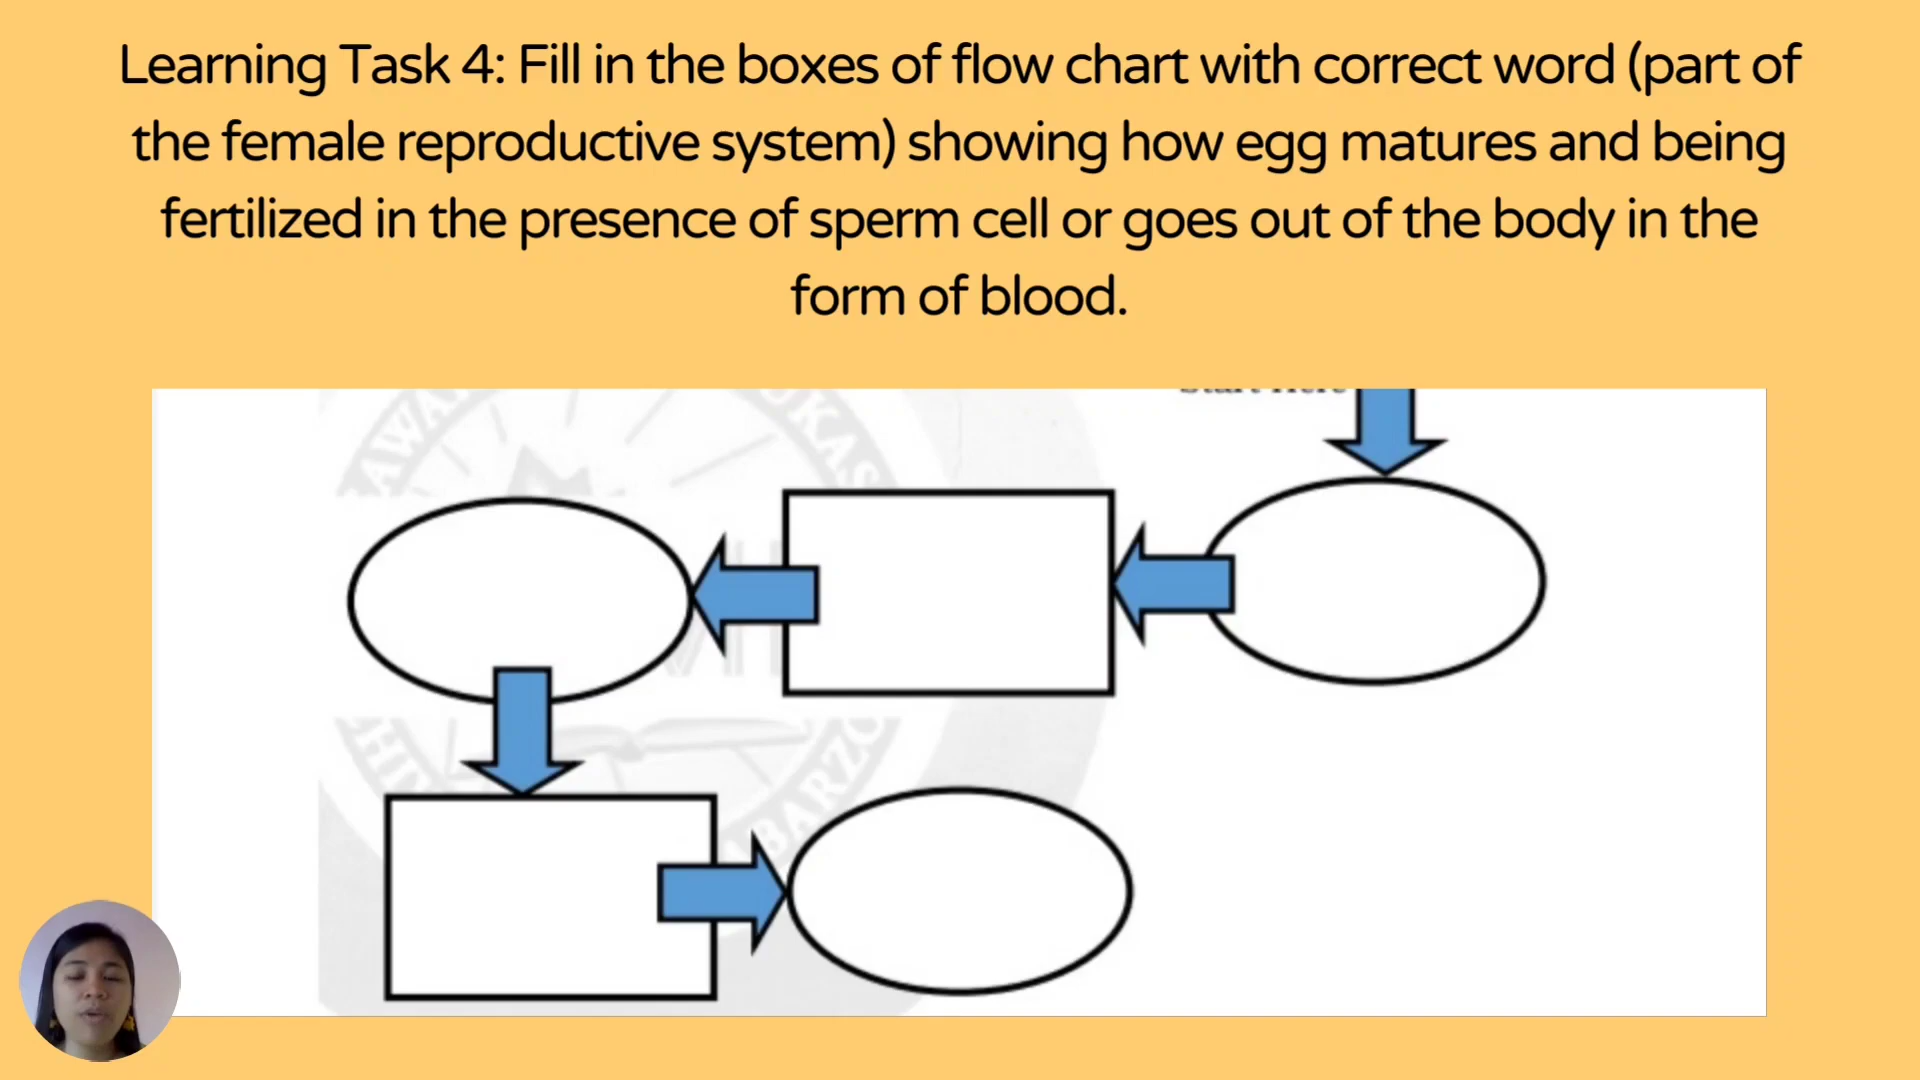 Learning Task 4: Fill in the boxes of flow chart with correct word (part of
the female reproductive system) showing how egg matures and being
fertilized in the presence of sperm cell or goes out of the body in the
form of blood.
Start Here